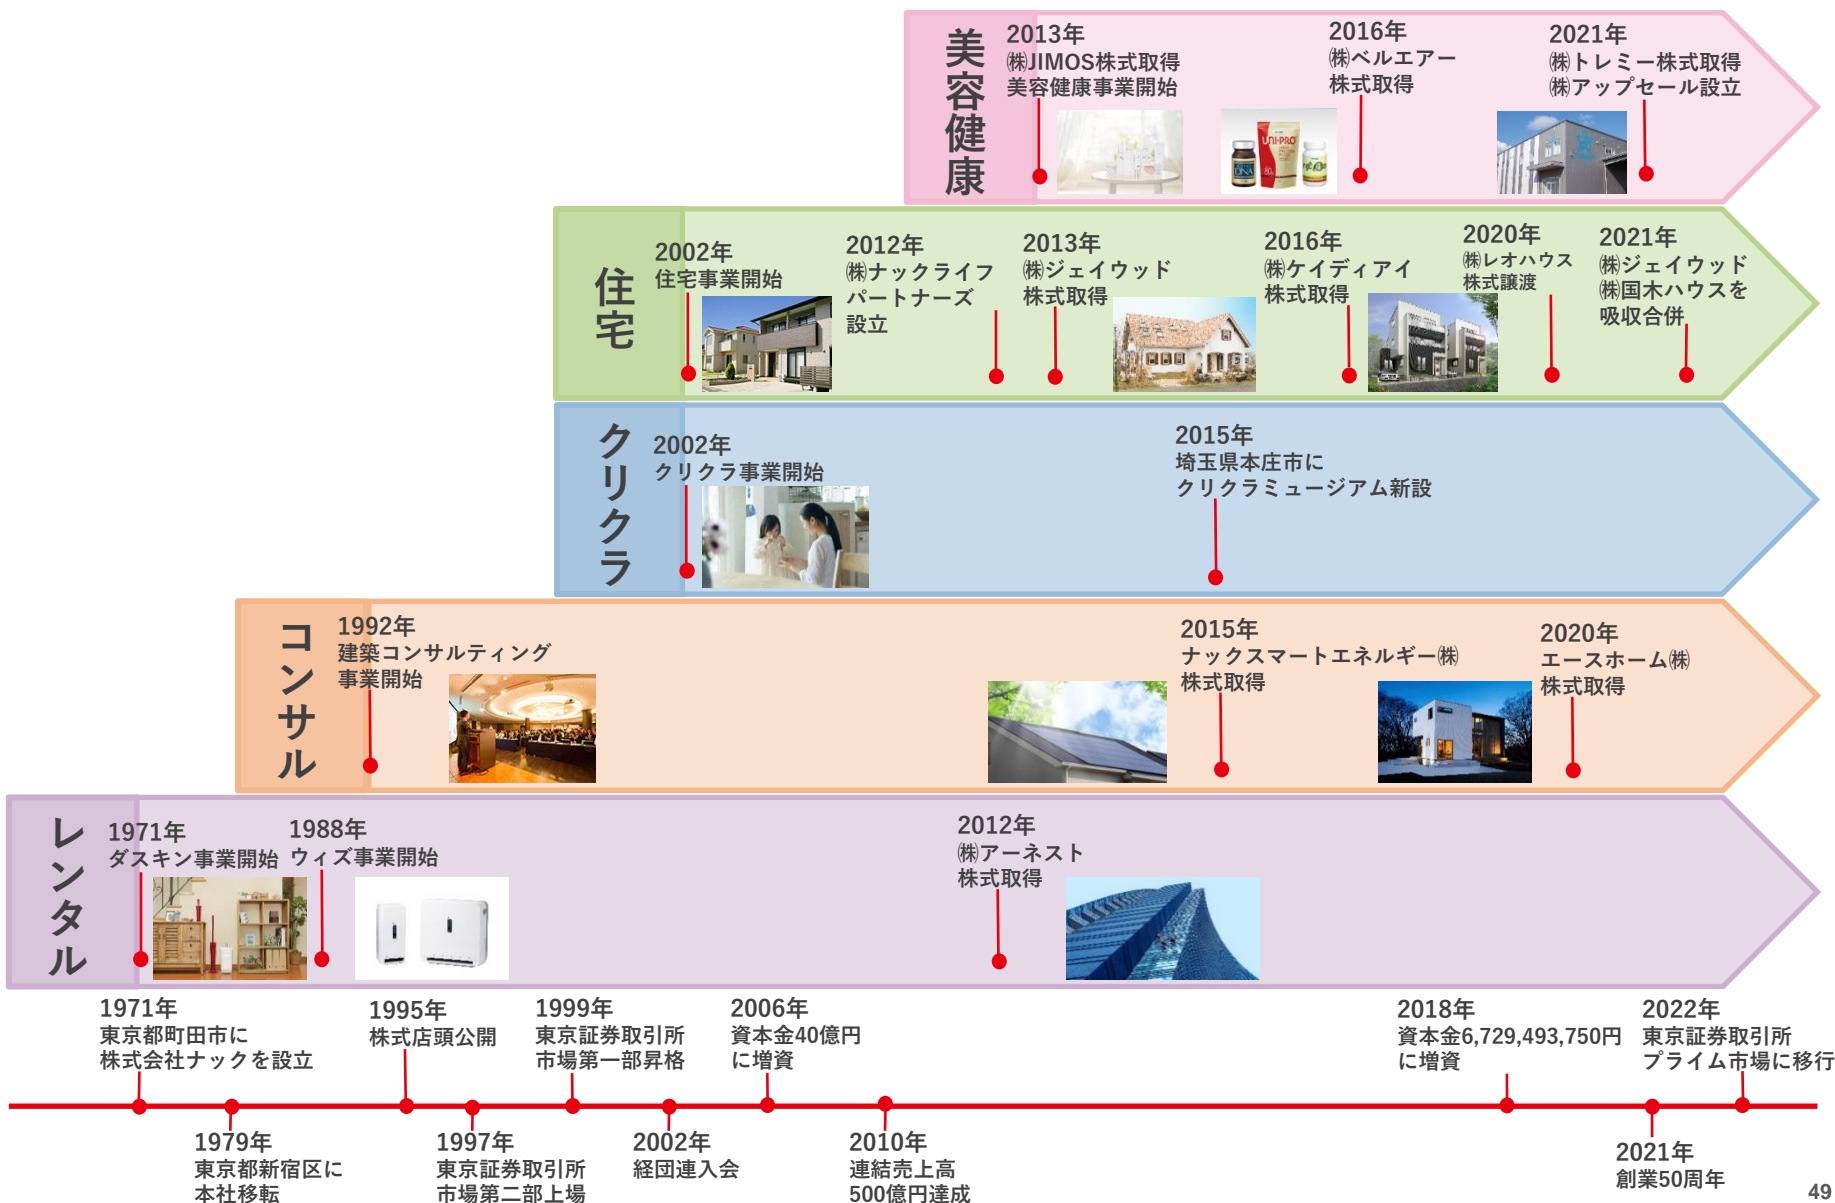 美容健康
2013年
㈱JIMOS株式取得
美容健康事業開始
2016年
㈱ベルエアー
株式取得
2021年
㈱トレミー株式取得
㈱アップセール設立
UNI-PRO
DNA
住宅
2002年
住宅事業開始
2012年
㈱ナックライフ
パートナーズ
設立
2013年
㈱ジェイウッド
株式取得
2016年
㈱ケイディアイ
株式取得
2020年
㈱レオハウス
株式譲渡
2021年
㈱ジェイウッド
㈱国木ハウスを
吸収合併
クリクラ
2002年
クリクラ事業開始
2015年
埼玉県本庄市に
クリクラミュージアム新設
コンサル
1992年
建築コンサルティング
事業開始
2015年
ナックスマートエネルギー㈱
株式取得
2020年
エースホーム㈱
株式取得
レンタル
1971年
ダスキン事業開始
1988年
ウィズ事業開始
2012年
㈱アーネスト
株式取得
1971年
東京都町田市に
株式会社ナックを設立
1995年
株式店頭公開
1999年
東京証券取引所
市場第一部昇格
2006年
資本金40億円
に増資
2018年
資本金6,729,493,750円
に増資
2022年
東京証券取引所
プライム市場に移行
1979年
東京都新宿区に
本社移転
1997年
東京証券取引所
市場第二部上場
2002年
経団連入会
2010年
連結売上高
500億円達成
2021年
創業50周年
49